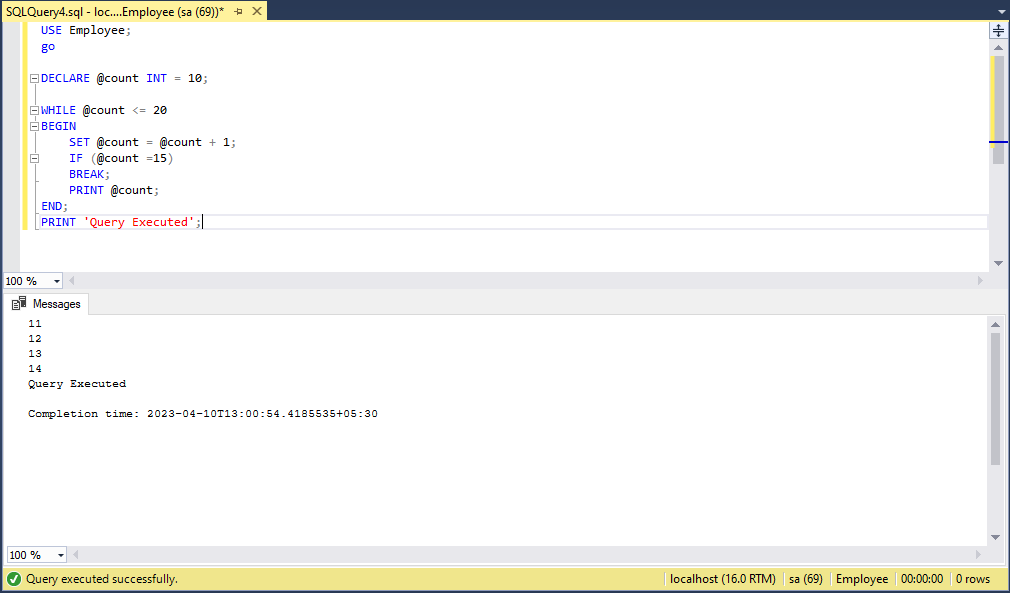 SQLQuery4.sql - loc....Employee (sa (69))*
USE Employee;
go
DECLARE @count INT = 10;
WHILE @count <= 20
BEGIN
SET @count = @count + 1;
IF (@count =15)
BREAK;
PRINT @count;
END;
PRINT 'Query Executed';
100 %
Messages
11
12
13
14
Query Executed
Completion time: 2023-04-10T13:00:54.4185535+05:30
100 %
Query executed successfully. localhost (16.0 RTM) sa (69) Employee 00:00:00 0 rows